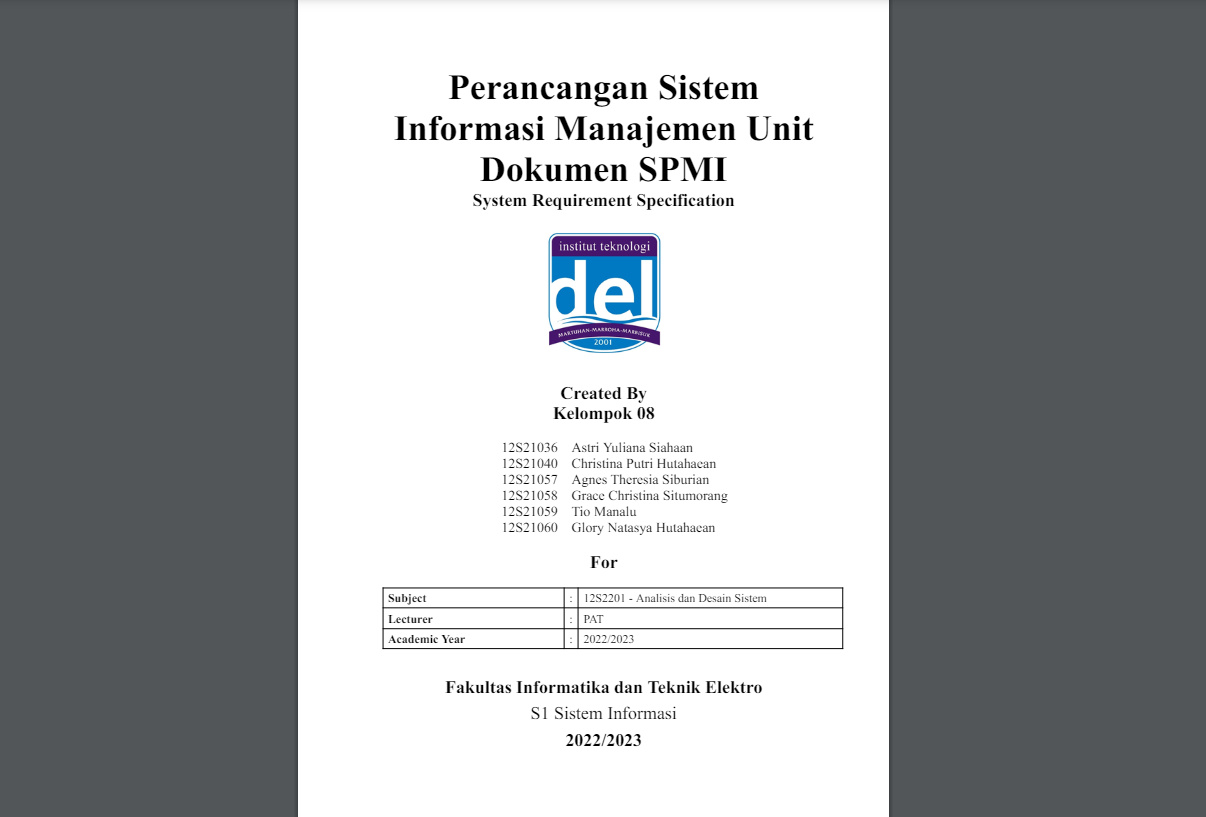 Perancangan Sistem
Informasi Manajemen Unit
Dokumen SPMI
System Requirement Specification
institut teknologi
del
MARTUHAN-MARROHA-MARBISUK
2001
Created By
Kelompok 08
12S21036 Astri Yuliana Siahaan
12S21040 Christina Putri Hutahaean
12S21057 Agnes Theresia Siburian
12S21058 Grace Christina Situmorang
12S21059 Tio Manalu
12S21060 Glory Natasya Hutahaean
For
Subject : 12S2201 - Analisis dan Desain Sistem
Lecturer : PAT
Academic Year : 2022/2023
Fakultas Informatika dan Teknik Elektro
S1 Sistem Informasi
2022/2023